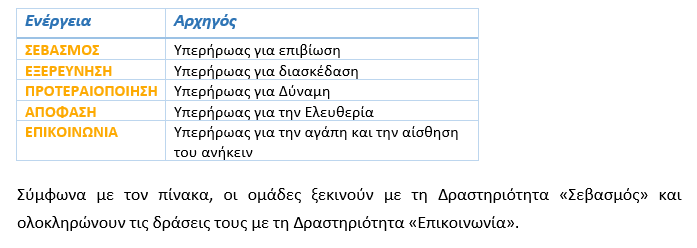 Ενέργεια Αρχηγός
ΣΕΒΑΣΜΟΣ Υπερήρωας για επιβίωση
ΕΞΕΡΕΥΝΗΣΗ Υπερήρωας για διασκέδαση
ΠΡΟΤΕΡΑΙΟΠΟΙΗΣΗ Υπερήρωας για Δύναμη
ΑΠΟΦΑΣΗ Υπερήρωας για την Ελευθερία
ΕΠΙΚΟΙΝΩΝΙΑ Υπερήρωας για την αγάπη και την αίσθηση
του ανήκειν
Σύμφωνα με τον πίνακα, οι ομάδες ξεκινούν με τη Δραστηριότητα «Σεβασμός» και
ολοκληρώνουν τις δράσεις τους με τη Δραστηριότητα «Επικοινωνία».